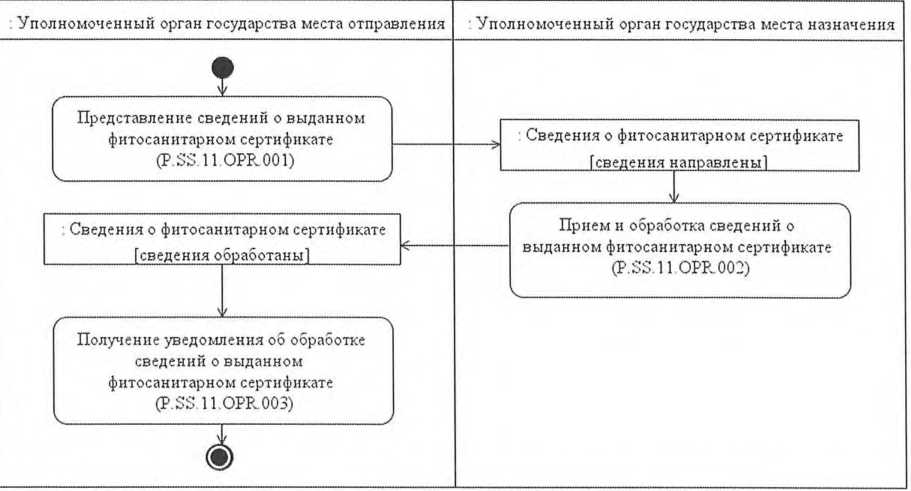 : Уполномоченный орган государства места отправления
: Уполномоченный орган государства места назначения
Представление сведений о выданном
фитосанитарном сертификате
(P.SS.11.OPR.001)
: Сведения о фитосанитарном сертификате
[сведения направлены]
Прием и обработка сведений о
выданном фитосанитарном сертификате
(P.SS.11.OPR.002)
: Сведения о фитосанитарном сертификате
[сведения обработаны]
Получение уведомления об обработке
сведений о выданном
фитосанитарном сертификате
(P.SS.11.OPR.003)